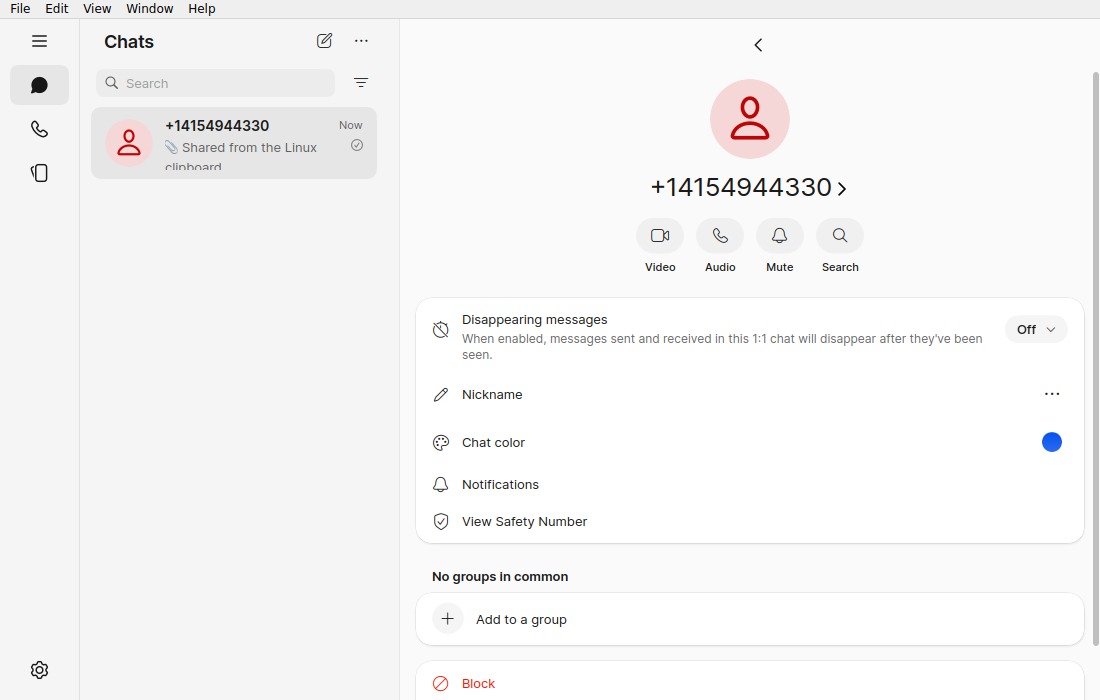 File Edit View Window Help
Chats
Search
+14154944330
Now
Shared from the Linux
clipboard
+14154944330
Video
Audio
Mute
Search
Disappearing messages
When enabled, messages sent and received in this 1:1 chat will disappear after they've been
seen.
Off
Nickname
Chat color
Notifications
View Safety Number
No groups in common
Add to a group
Block